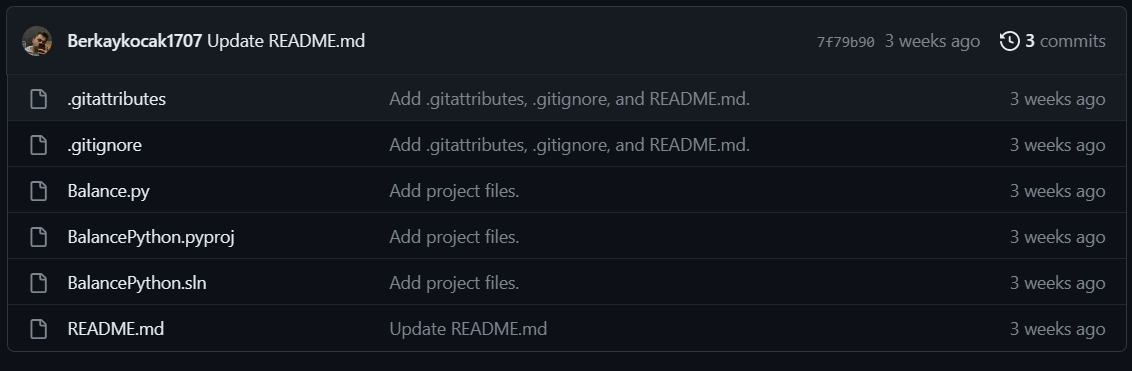 Berkaykocak1707 Update README.md 7f79b90 3 weeks ago 3 commits
.gitattributes Add .gitattributes, .gitignore, and README.md. 3 weeks ago
.gitignore Add .gitattributes, .gitignore, and README.md. 3 weeks ago
Balance.py Add project files. 3 weeks ago
BalancePython.pyproj Add project files. 3 weeks ago
BalancePython.sln Add project files. 3 weeks ago
README.md Update README.md 3 weeks ago